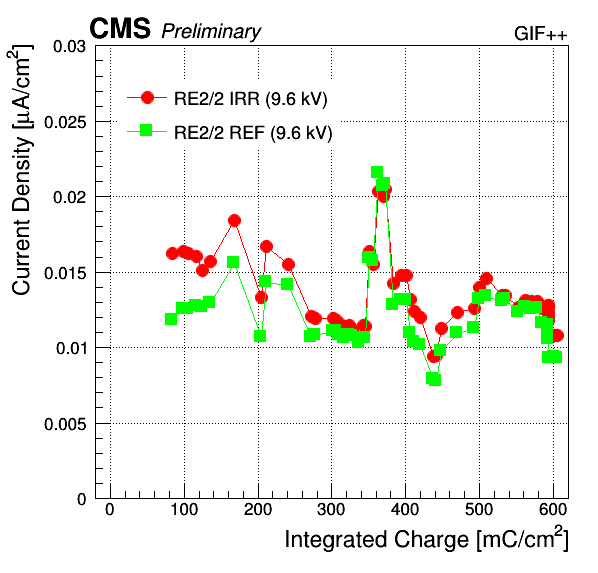 CMS Preliminary GIF++
RE2/2 IRR (9.6 kV)
RE2/2 REF (9.6 kV)
Current Density [μA/cm²]
0.03
0.025
0.02
0.015
0.01
0.005
0
0 100 200 300 400 500 600
Integrated Charge [mC/cm²]